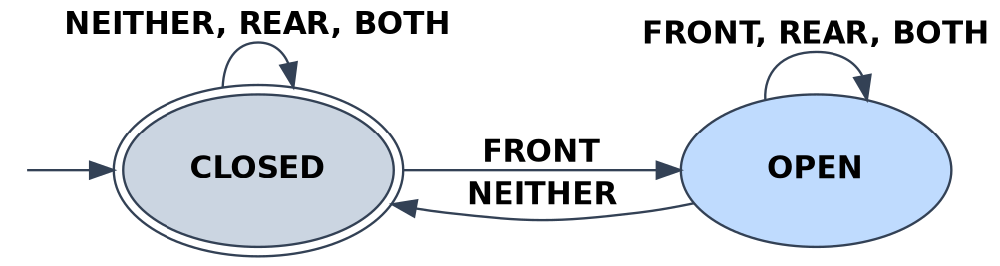 NEITHER, REAR, BOTH
FRONT, REAR, BOTH
CLOSED
FRONT
NEITHER
OPEN